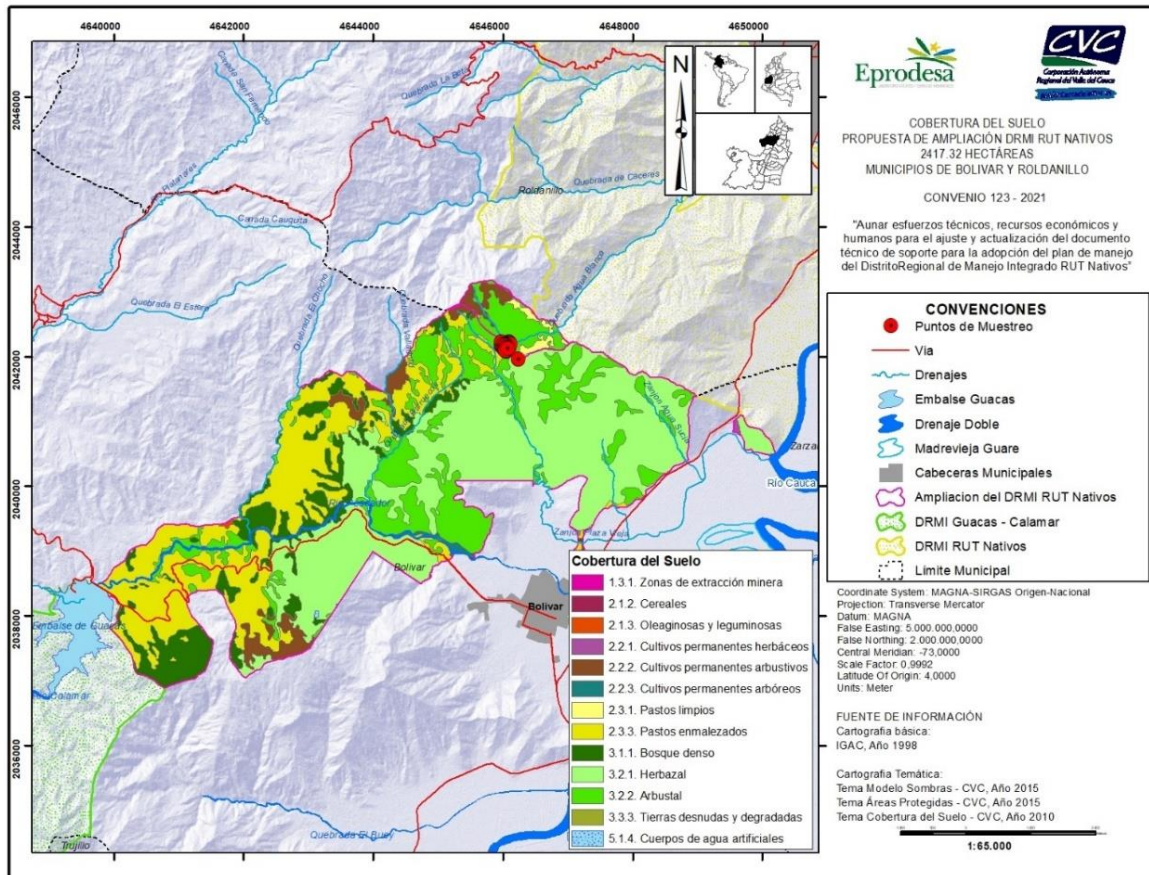 4640000
4642000
4644000
4646000
4648000
4650000
2046000
2044000
2042000
2040000
2038000
2036000
N
Platanares
Cañada Cauquita
Quebrada El Estero
Quebrada de Cáceres
Roldanillo
Zanjón Agua Sucia
Zarzal
Río Cauca
Zanjón Plaza Vieja
Bolívar
Bolivar
Embalse de Guacas
Quebrada El Buey
Trujillo
Cobertura del Suelo
1.3.1. Zonas de extracción minera
2.1.2. Cereales
2.1.3. Oleaginosas y leguminosas
2.2.1. Cultivos permanentes herbáceos
2.2.2. Cultivos permanentes arbustivos
2.2.3. Cultivos permanentes arbóreos
2.3.1. Pastos limpios
2.3.3. Pastos enmalezados
3.1.1. Bosque denso
3.2.1. Herbazal
3.2.2. Arbustal
3.3.3. Tierras desnudas y degradadas
5.1.4. Cuerpos de agua artificiales
Eprodesa
CVC
Corporación Autónoma
Regional del Valle del Cauca
COBERTURA DEL SUELO
PROPUESTA DE AMPLIACIÓN DRMI RUT NATIVOS
2417.32 HECTÁREAS
MUNICIPIOS DE BOLIVAR Y ROLDANILLO
CONVENIO 123 - 2021
"Aunar esfuerzos técnicos, recursos económicos y
humanos para el ajuste y actualización del documento
técnico de soporte para la adopción del plan de manejo
del DistritoRegional de Manejo Integrado RUT Nativos"
CONVENCIONES
Puntos de Muestreo
Via
Drenajes
Embalse Guacas
Drenaje Doble
Madrevieja Guare
Cabeceras Municipales
Ampliacion del DRMI RUT Nativos
DRMI Guacas - Calamar
DRMI RUT Nativos
Límite Municipal
Coordinate System: MAGNA-SIRGAS Origen-Nacional
Projection: Transverse Mercator
Datum: MAGNA
False Easting: 5.000.000,0000
False Northing: 2.000.000,0000
Central Meridian: -73,0000
Scale Factor: 0,9992
Latitude Of Origin: 4,0000
Units: Meter
FUENTE DE INFORMACIÓN
Cartografia básica:
IGAC, Año 1998
Cartografia Temática:
Tema Modelo Sombras - CVC, Año 2015
Tema Áreas Protegidas - CVC, Año 2015
Tema Cobertura del Suelo - CVC, Año 2010
1:65.000